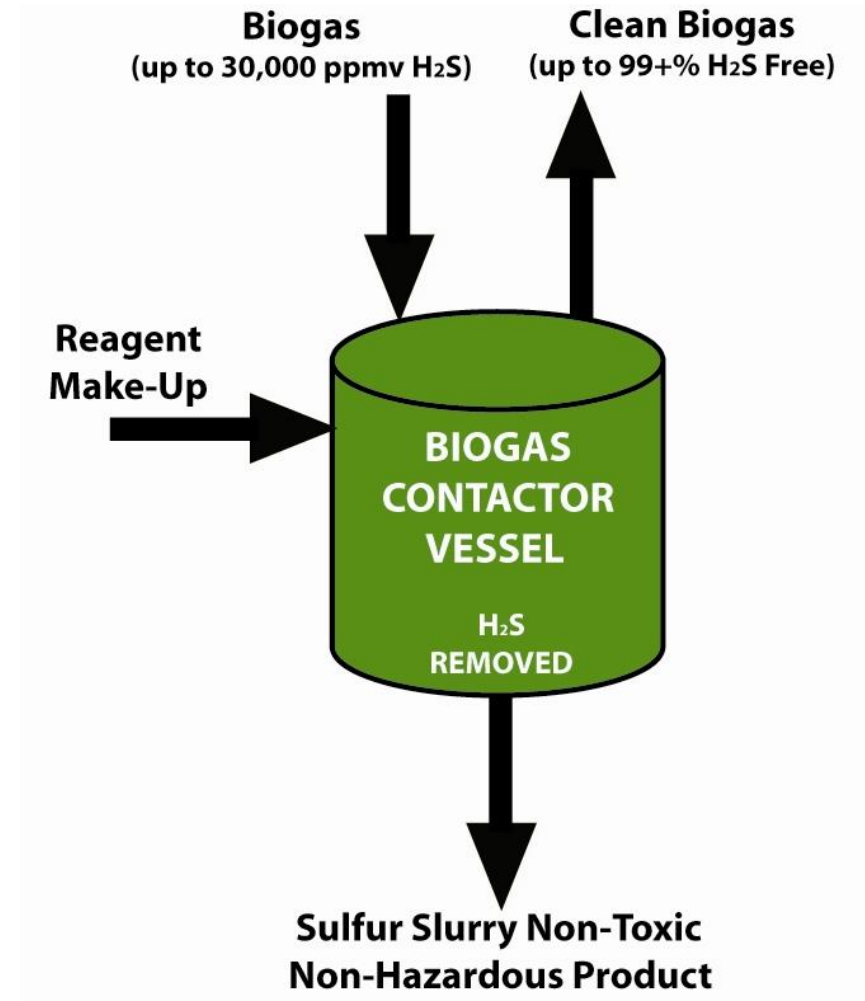 Biogas
(up to 30,000 ppmv H₂S)
Clean Biogas
(up to 99+% H₂S Free)
Reagent
Make-Up
BIOGAS
CONTACTOR
VESSEL
H₂S
REMOVED
Sulfur Slurry Non-Toxic
Non-Hazardous Product